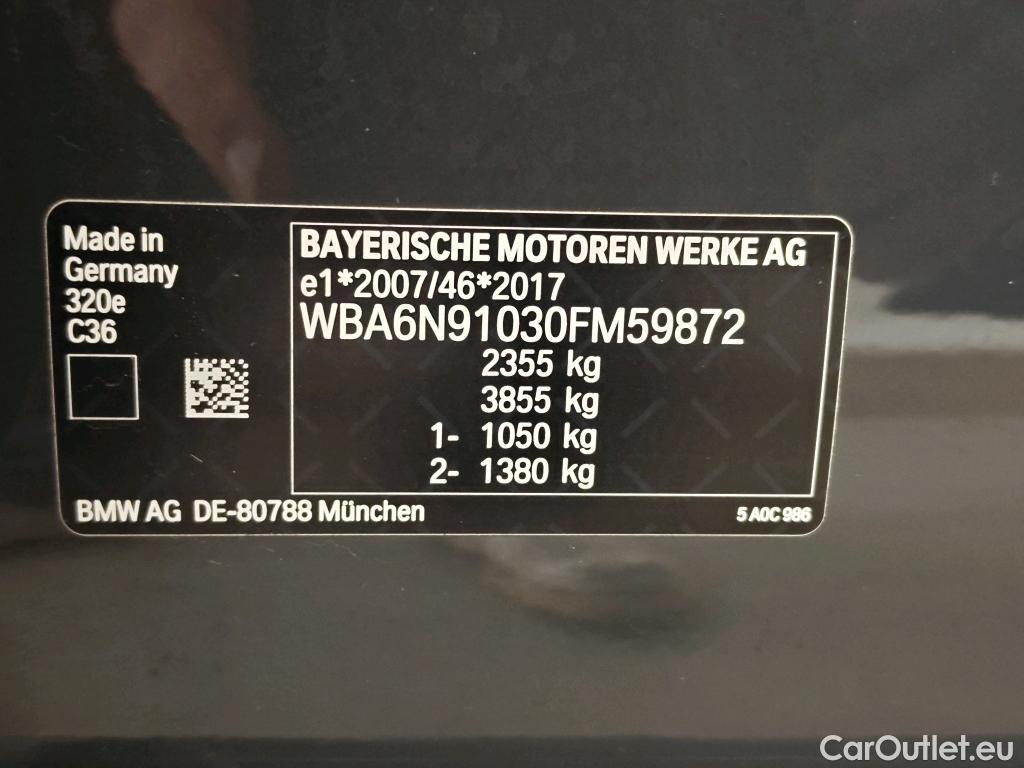 Made in
Germany
320e
C36
BAYERISCHE MOTOREN WERKE AG
e1*2007/46*2017
WBA6N91030FM59872
2355 kg
3855 kg
1- 1050 kg
2- 1380 kg
BMW AG DE-80788 München
5 A0C 986
CarOutlet.eu